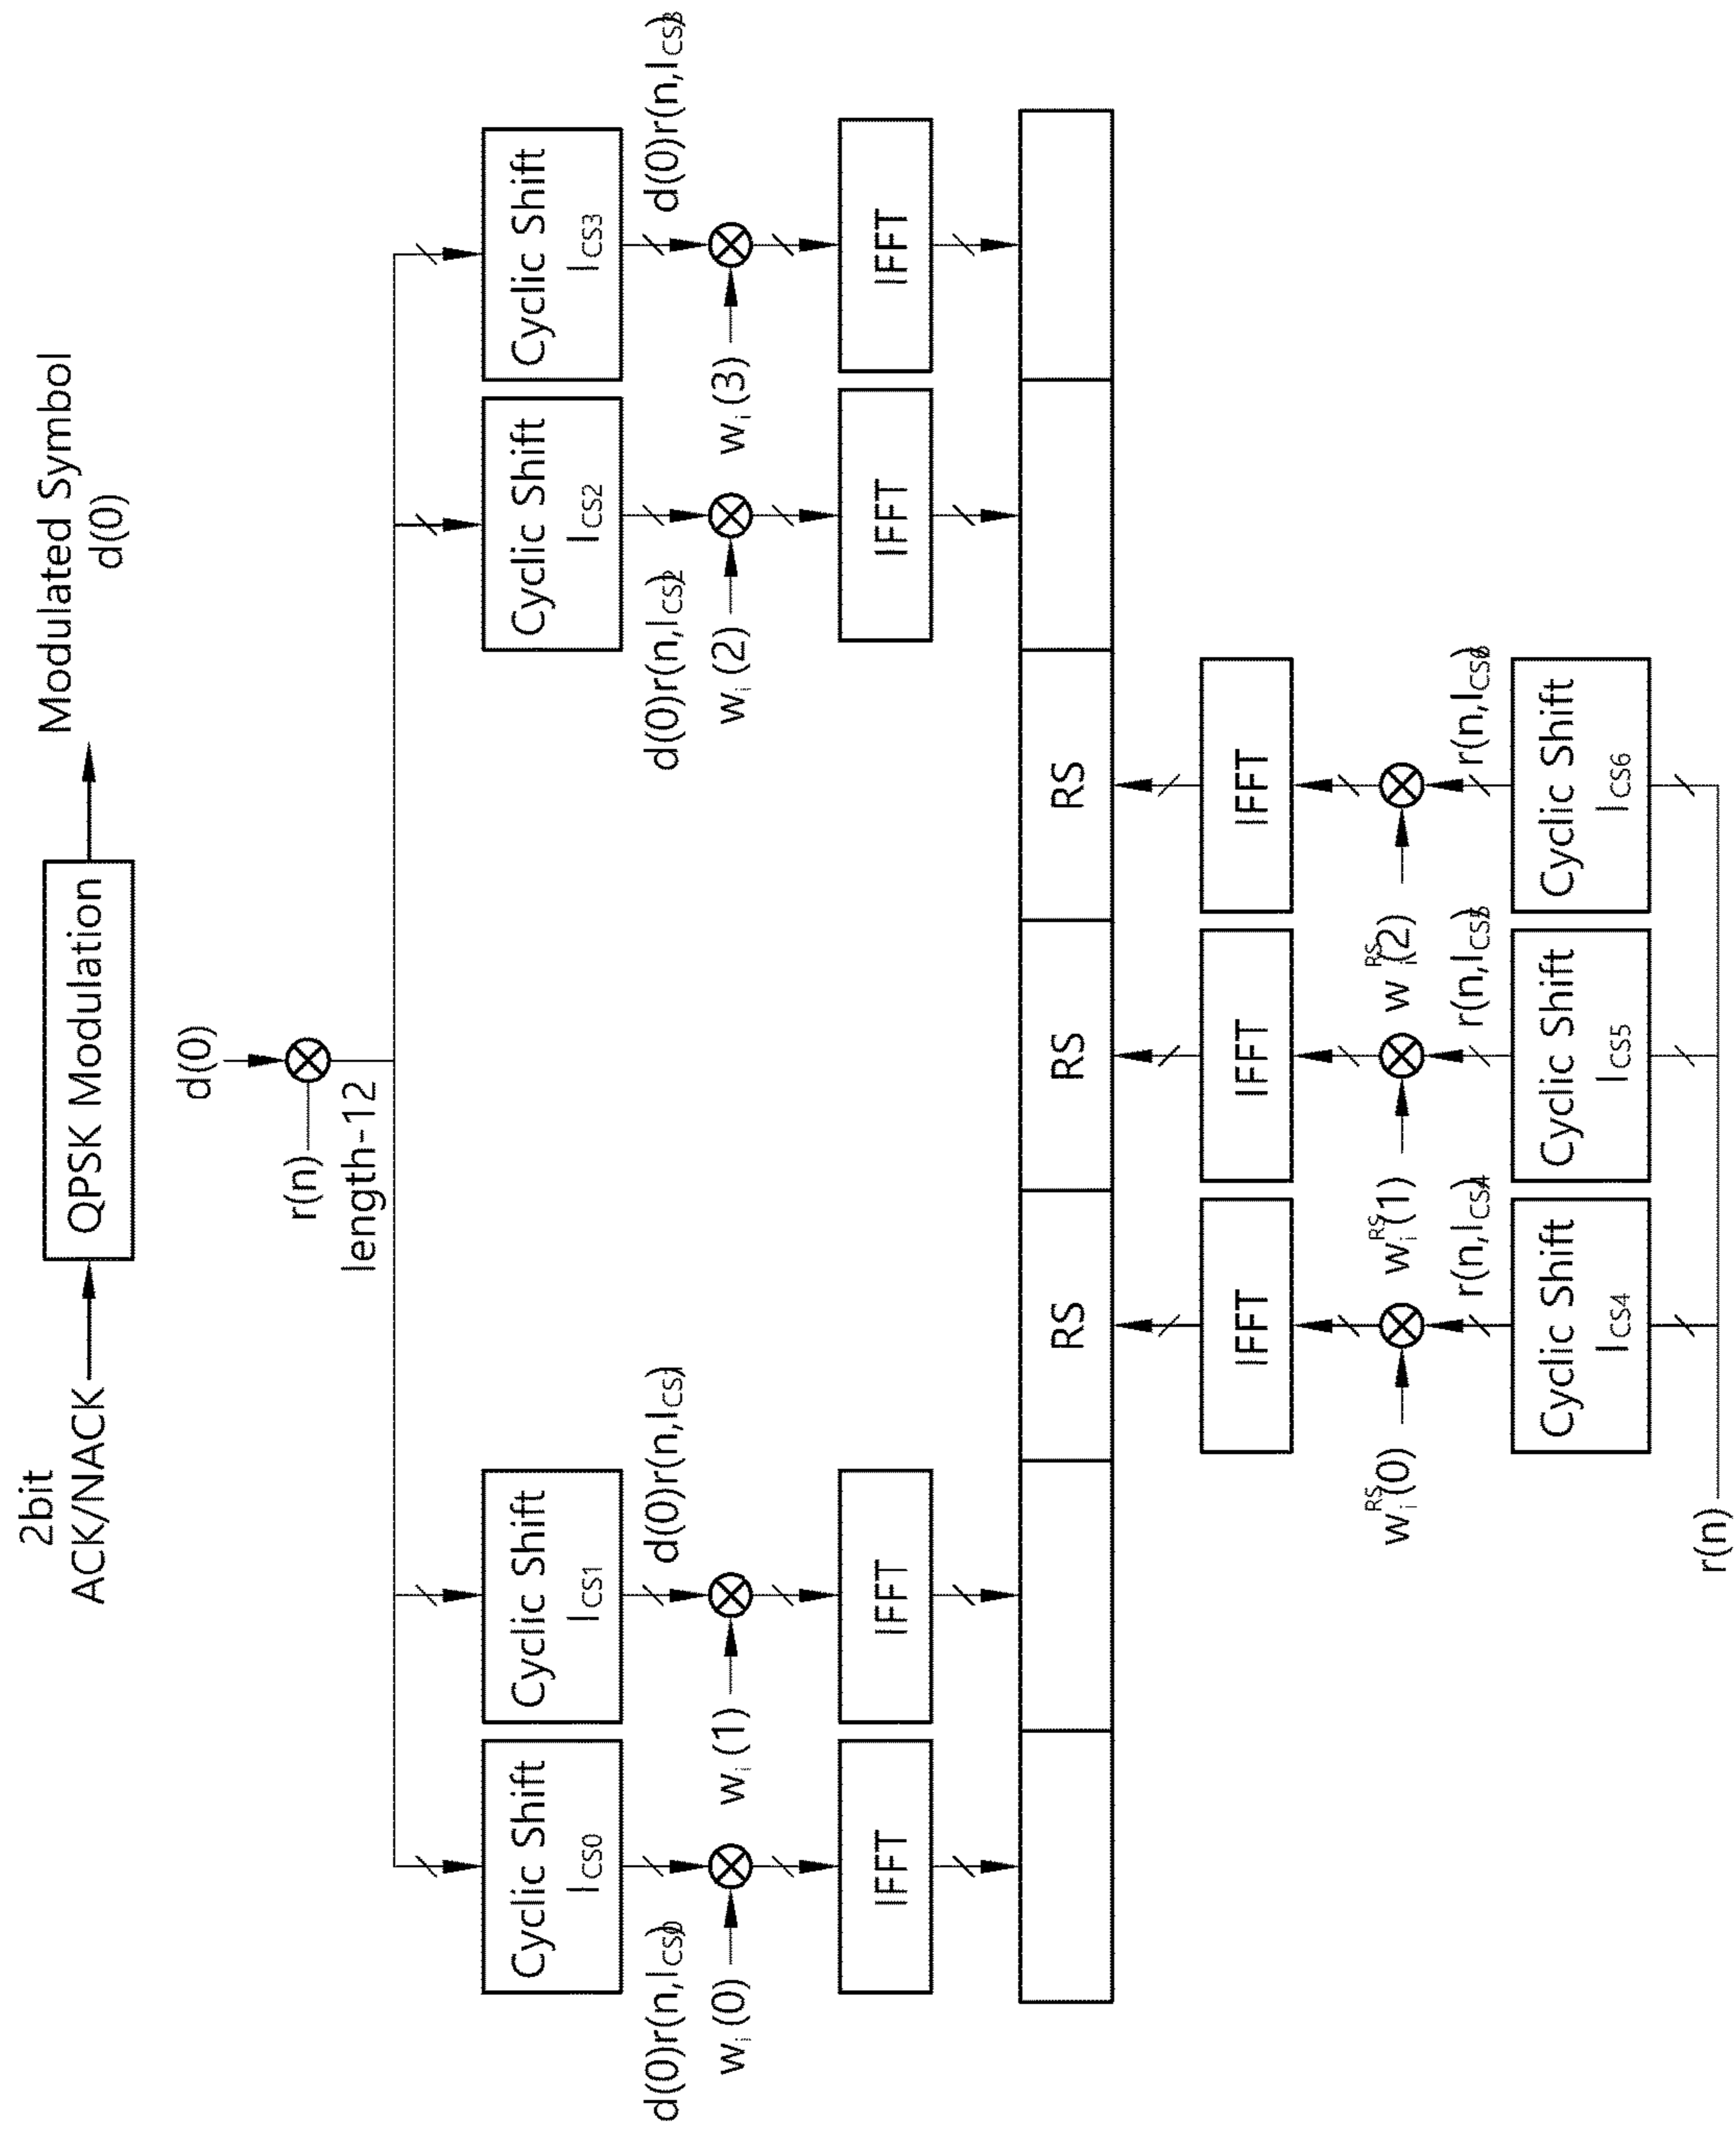 2bit
ACK/NACK
QPSK Modulation
Modulated Symbol
d(0)
d(0)
r(n)
length-12
Cyclic Shift
I_CS0
Cyclic Shift
I_CS1
Cyclic Shift
I_CS2
Cyclic Shift
I_CS3
d(0)r(n,I_CS0)
d(0)r(n,I_CS1)
d(0)r(n,I_CS2)
d(0)r(n,I_CS3)
w_i(0)
w_i(1)
w_i(2)
w_i(3)
IFFT
IFFT
IFFT
IFFT
RS
RS
RS
IFFT
IFFT
IFFT
w_i^RS(0)
w_i^RS(1)
w_i^RS(2)
r(n,I_CS4)
r(n,I_CS5)
r(n,I_CS6)
Cyclic Shift
I_CS4
Cyclic Shift
I_CS5
Cyclic Shift
I_CS6
r(n)